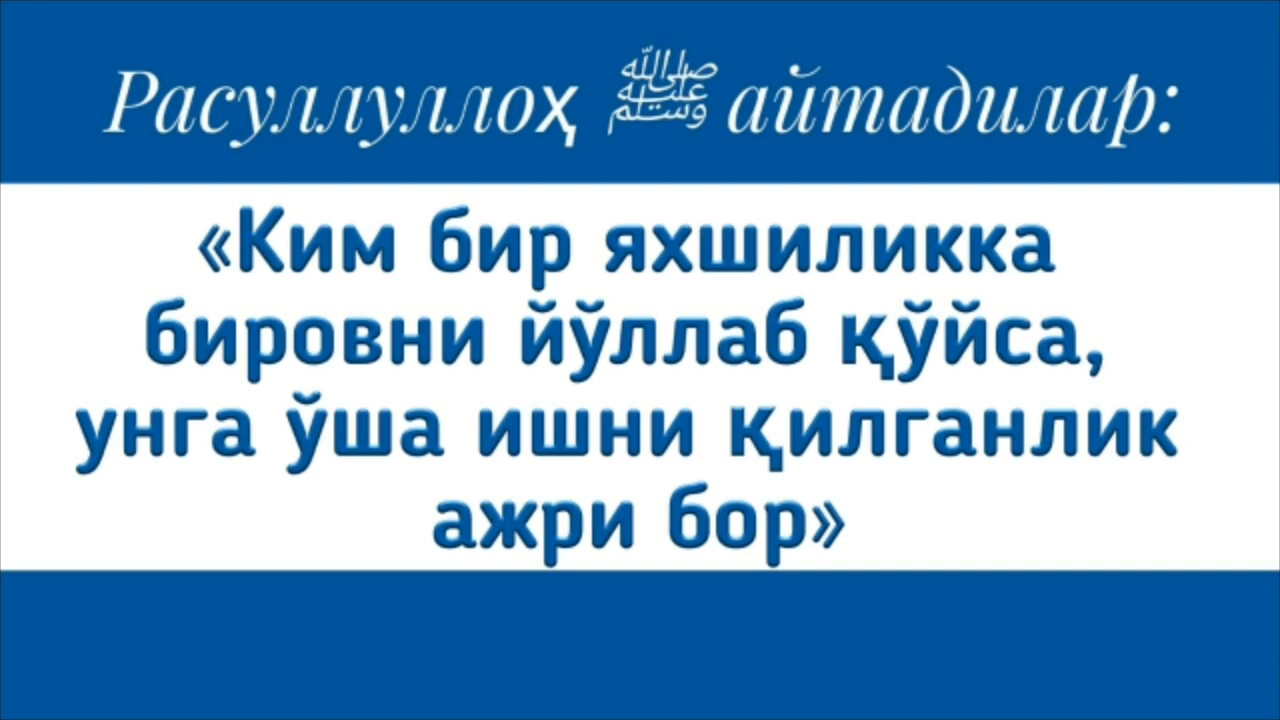 Расуллуллоҳ ﷺ айтадилар:
«Ким бир яхшиликка
бировни йўллаб қўйса,
унга ўша ишни қилганлик
ажри бор»